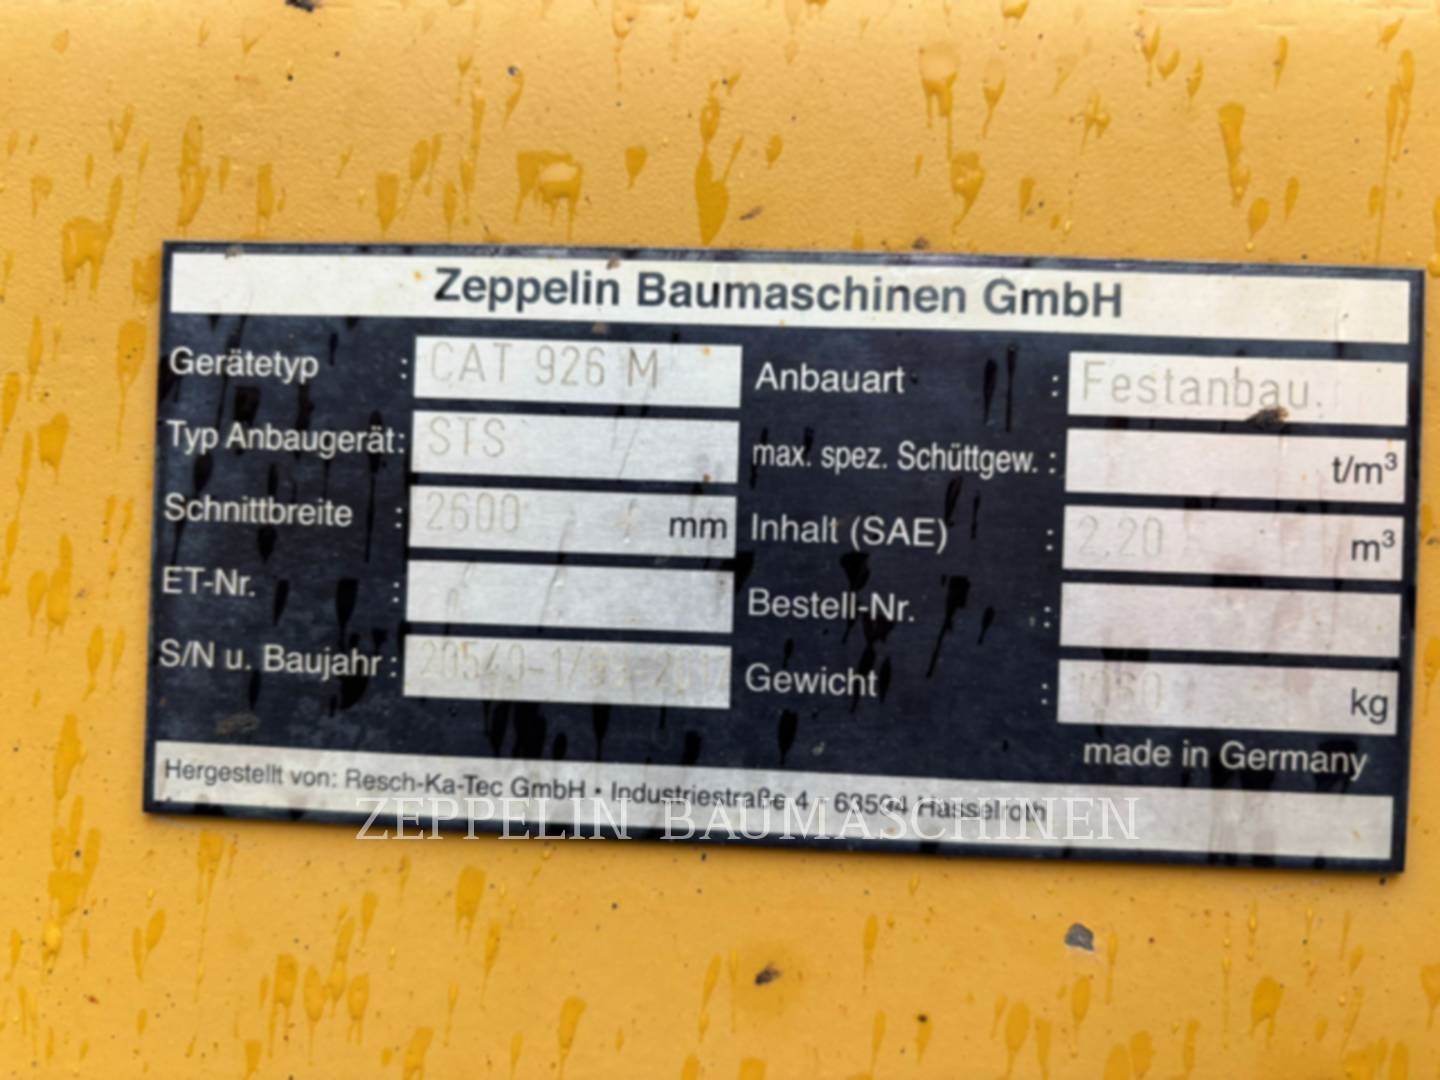 Zeppelin Baumaschinen GmbH
Gerätetyp : CAT 926 M
Anbauart : Festanbau.
Typ Anbaugerät: STS
max. spez. Schüttgew. : t/m³
Schnittbreite : 2600 mm
Inhalt (SAE) : 2,20 m³
ET-Nr. :
Bestell-Nr. :
S/N u. Baujahr :
Gewicht : kg
made in Germany
Hergestellt von: Resch-Ka-Tec GmbH • Industriestraße 4 • 63594 Hasselroth
ZEPPELIN BAUMASCHINEN